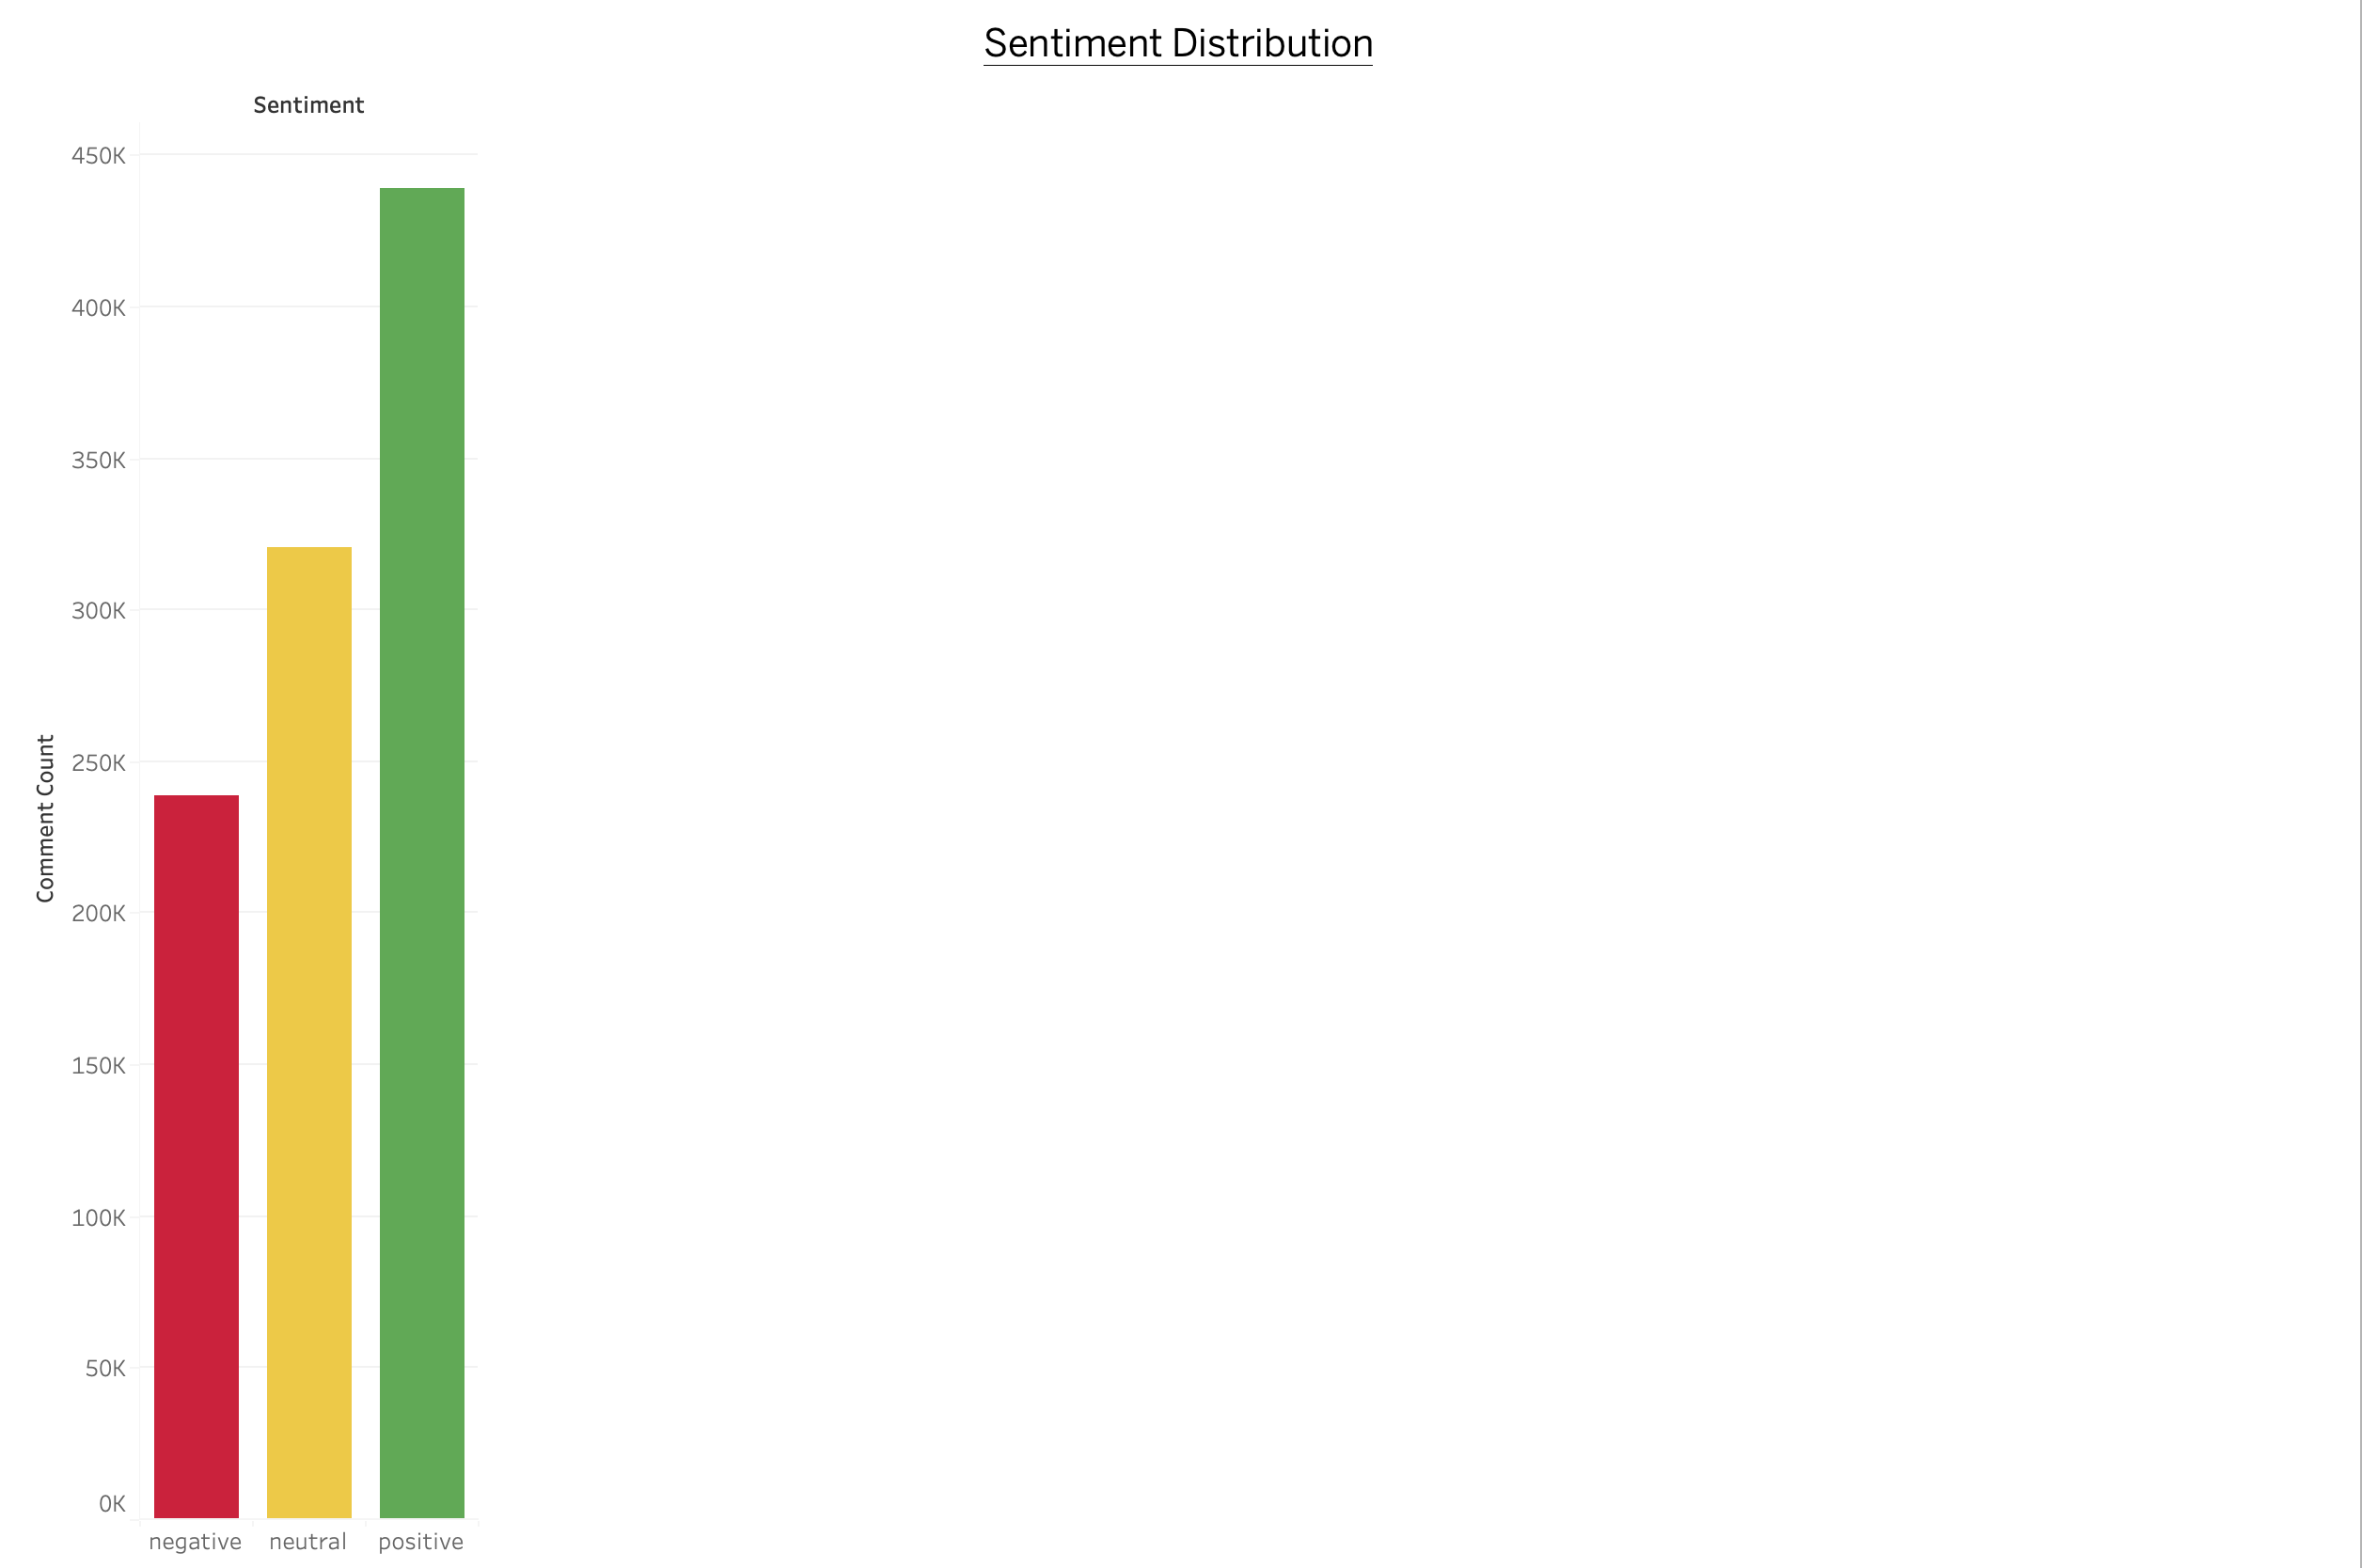 Sentiment Distribution
Sentiment
450K
400K
350K
300K
250K
200K
150K
100K
50K
0K
Comment Count
negative neutral positive